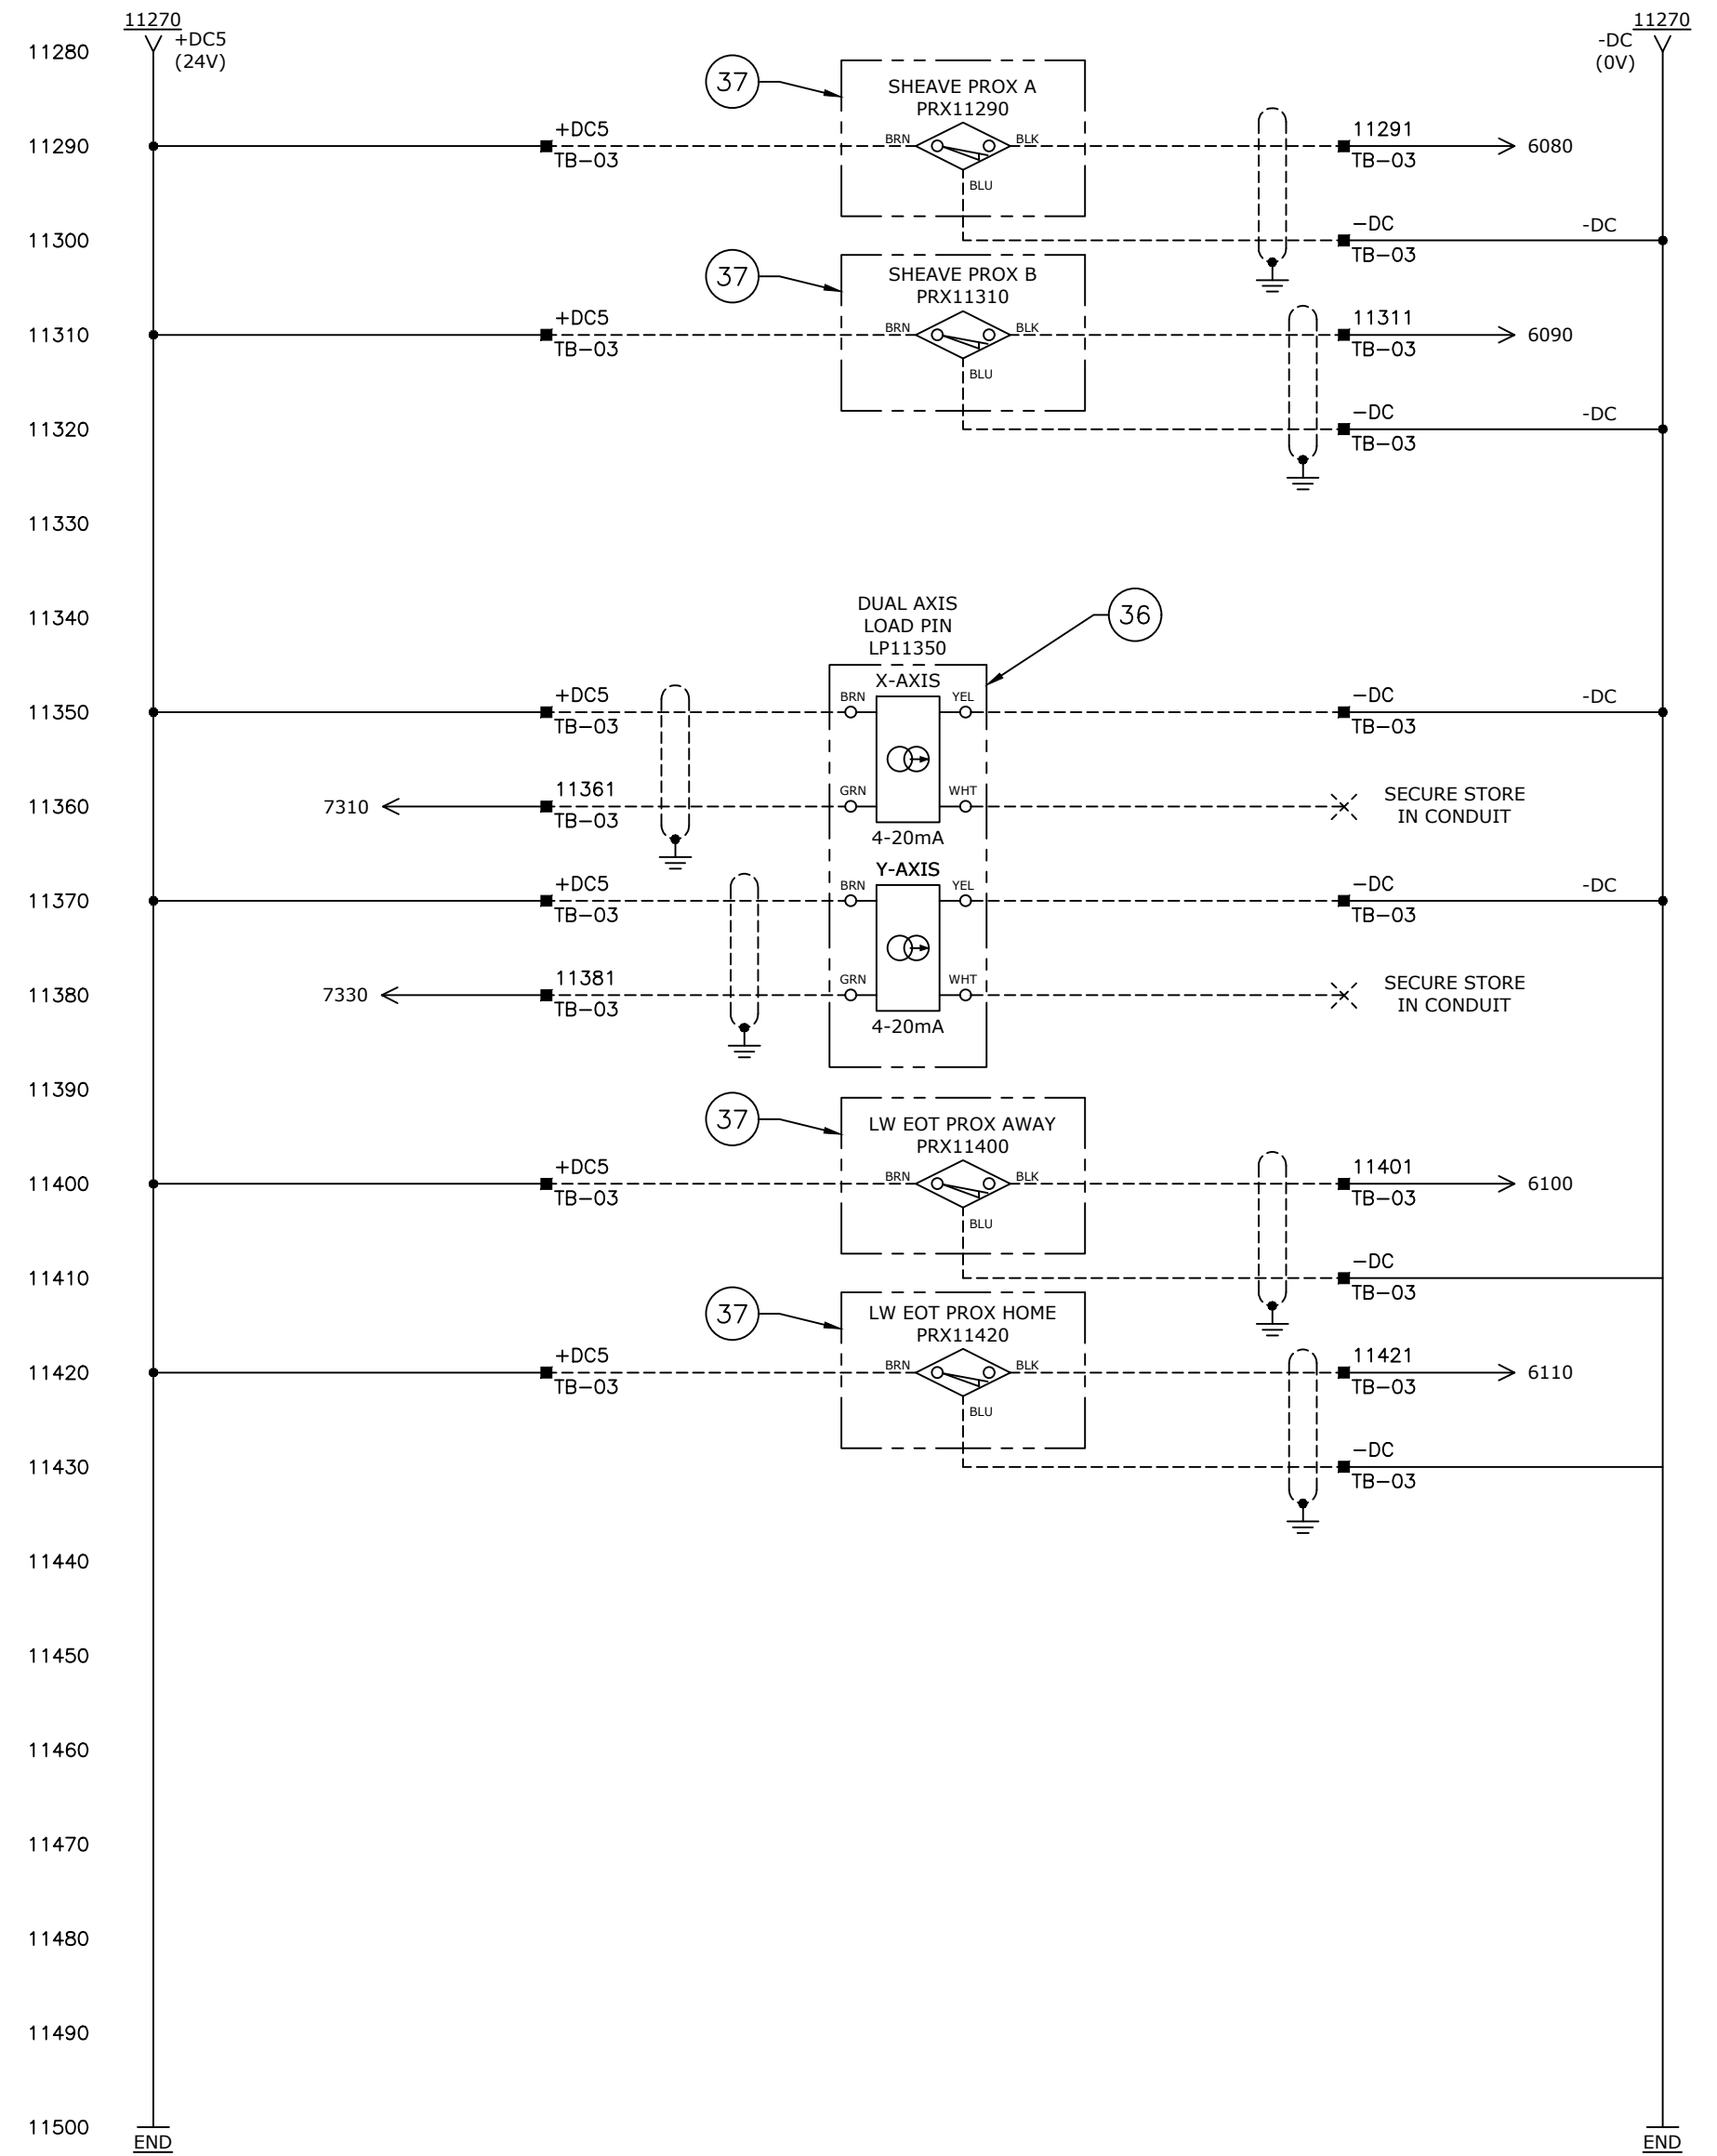 11270 11270
+DC5 -DC
(24V) (0V)
11280
37 SHEAVE PROX A
PRX11290
+DC5 11291
11290 BRN BLK 6080
TB-03 TB-03
BLU
-DC -DC
11300
TB-03
37 SHEAVE PROX B
PRX11310
+DC5 11311
11310 BRN BLK 6090
TB-03 TB-03
BLU
-DC -DC
11320
TB-03
11330
DUAL AXIS
11340 36
LOAD PIN
LP11350
X-AXIS
+DC5 BRN YEL -DC -DC
11350
TB-03 TB-03
11361 GRN WHT SECURE STORE
11360 7310
TB-03 IN CONDUIT
4-20mA
Y-AXIS
+DC5 BRN YEL -DC -DC
11370
TB-03 TB-03
11381 GRN WHT SECURE STORE
11380 7330
TB-03 IN CONDUIT
4-20mA
11390
37 LW EOT PROX AWAY
PRX11400
+DC5 11401
11400 BRN BLK 6100
TB-03 TB-03
BLU
-DC
11410
TB-03
37 LW EOT PROX HOME
PRX11420
+DC5 11421
11420 BRN BLK 6110
TB-03 TB-03
BLU
-DC
11430
TB-03
11440
11450
11460
11470
11480
11490
11500
END END